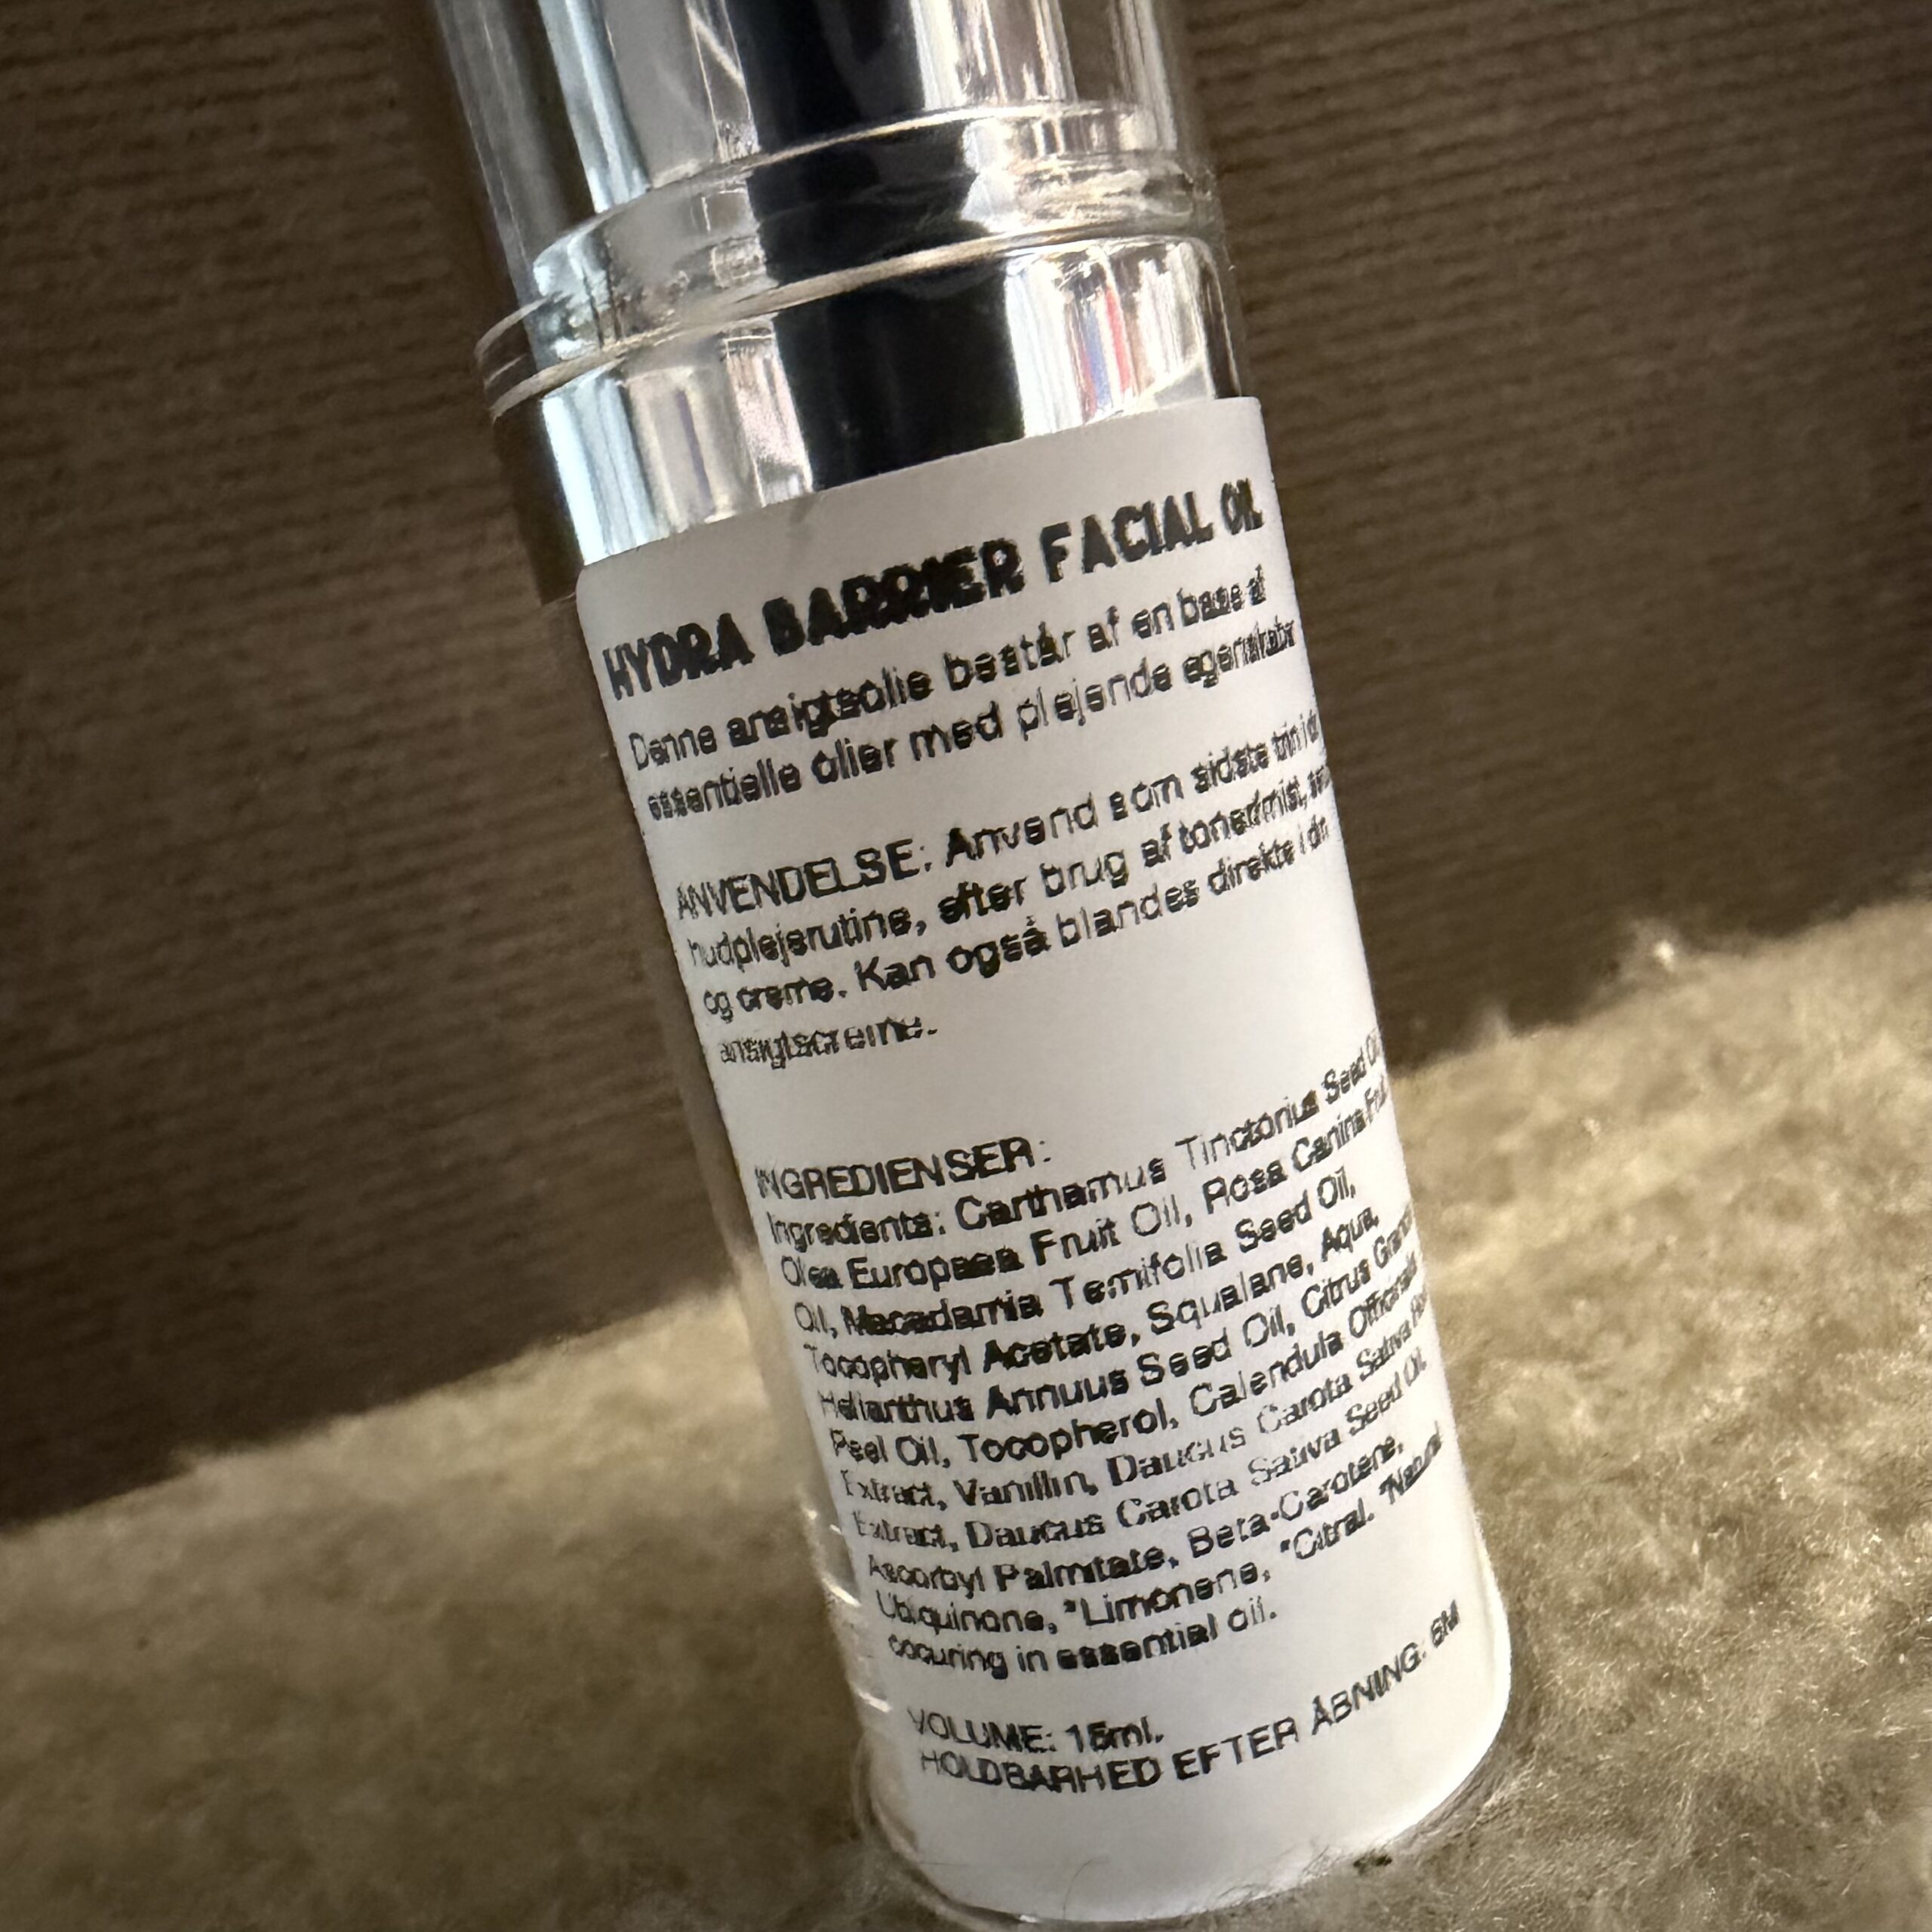 HYDRA BARRIER FACIAL OIL
Denne ansigtsolie består af en base af
essentielle olier med plejende egenskaber
ANVENDELSE: Anvend som sidste trin i din
hudplejerutine, efter brug af toner/mist,
og creme. Kan også blandes direkte i din
ansigtscreme.
INGREDIENSER:
Ingredients: Carthamus Tinctorius Seed Oil,
Olea Europaea Fruit Oil, Rosa Canina Fruit
Oil, Macadamia Ternifolia Seed Oil,
Tocopheryl Acetate, Squalane, Aqua,
Helianthus Annuus Seed Oil, Citrus Grandis
Peel Oil, Tocopherol, Calendula Officinalis
Extract, Vanillin, Daucus Carota Sativa Root
Extract, Daucus Carota Sativa Seed Oil,
Ascorbyl Palmitate, Beta-Carotene,
Ubiquinone, *Limonene, *Citral. *Natural
occuring in essential oil.
VOLUME: 15ml.
HOLDBARHED EFTER ÅBNING: 6M